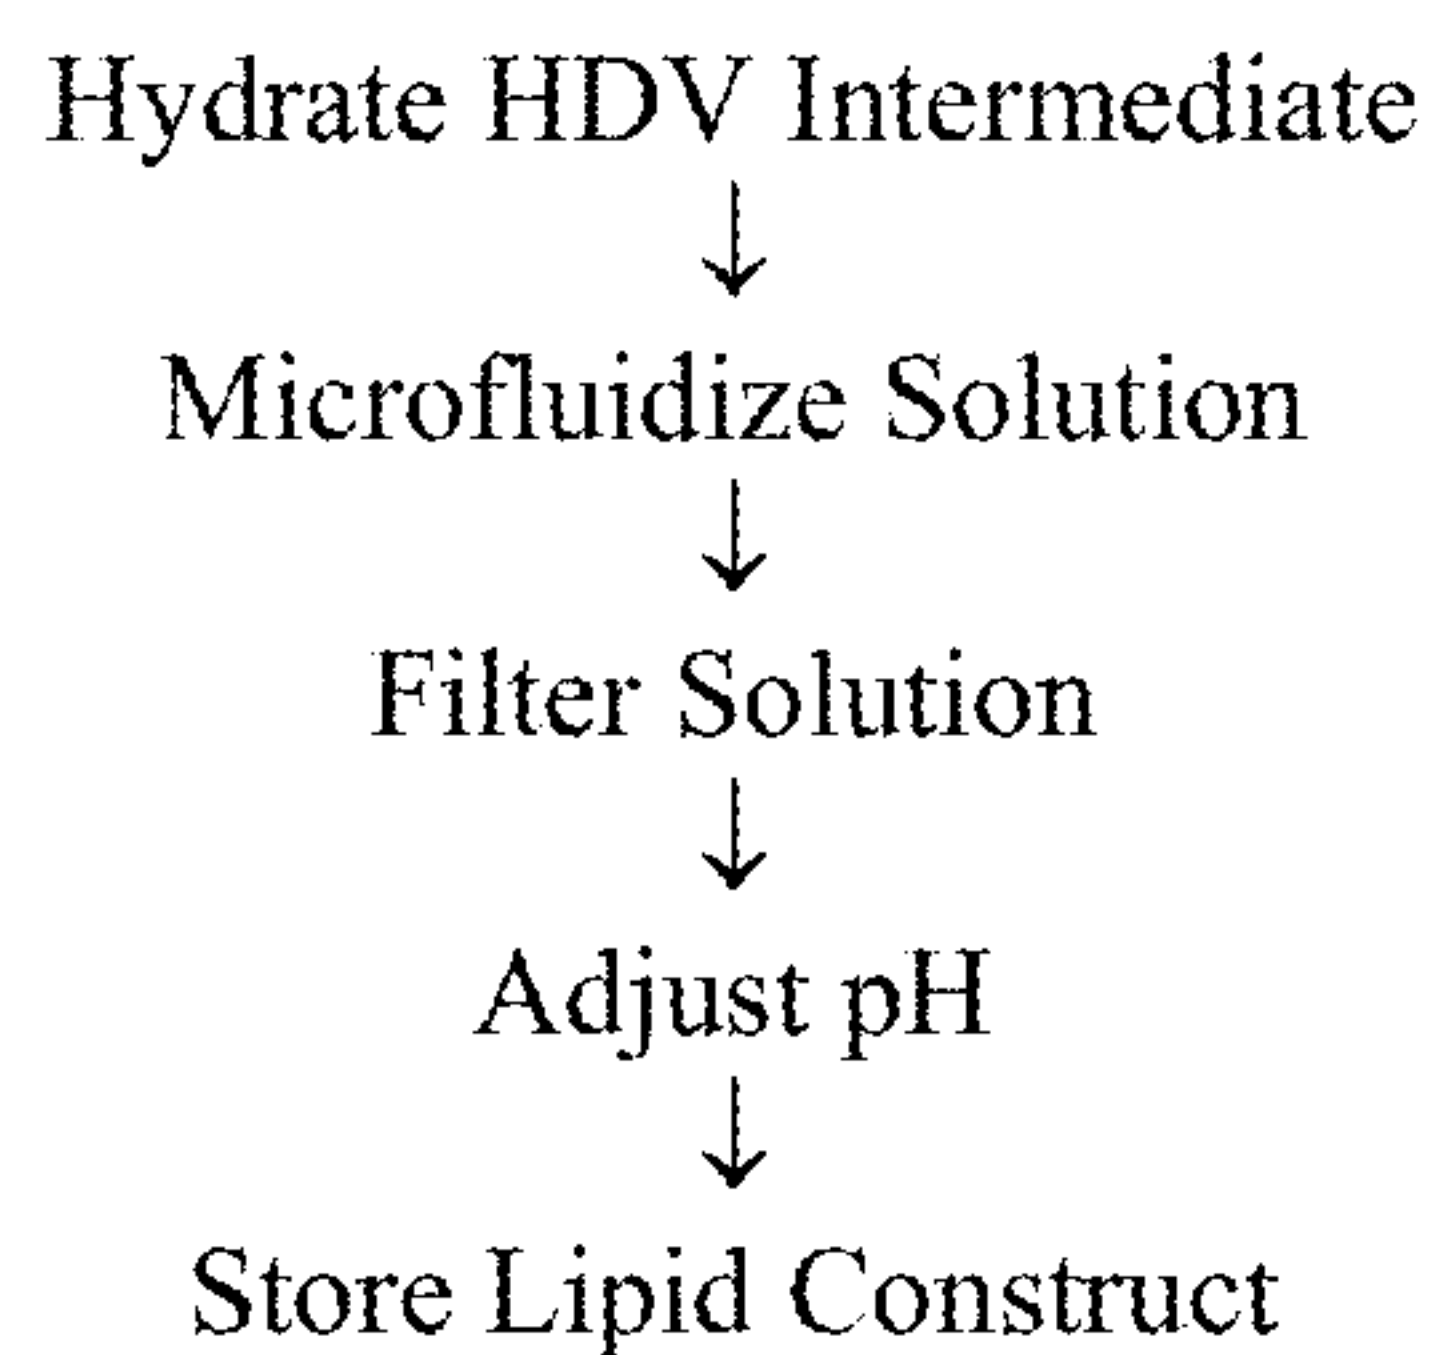 Hydrate HDV Intermediate
↓
Microfluidize Solution
↓
Filter Solution
↓
Adjust pH
↓
Store Lipid Construct